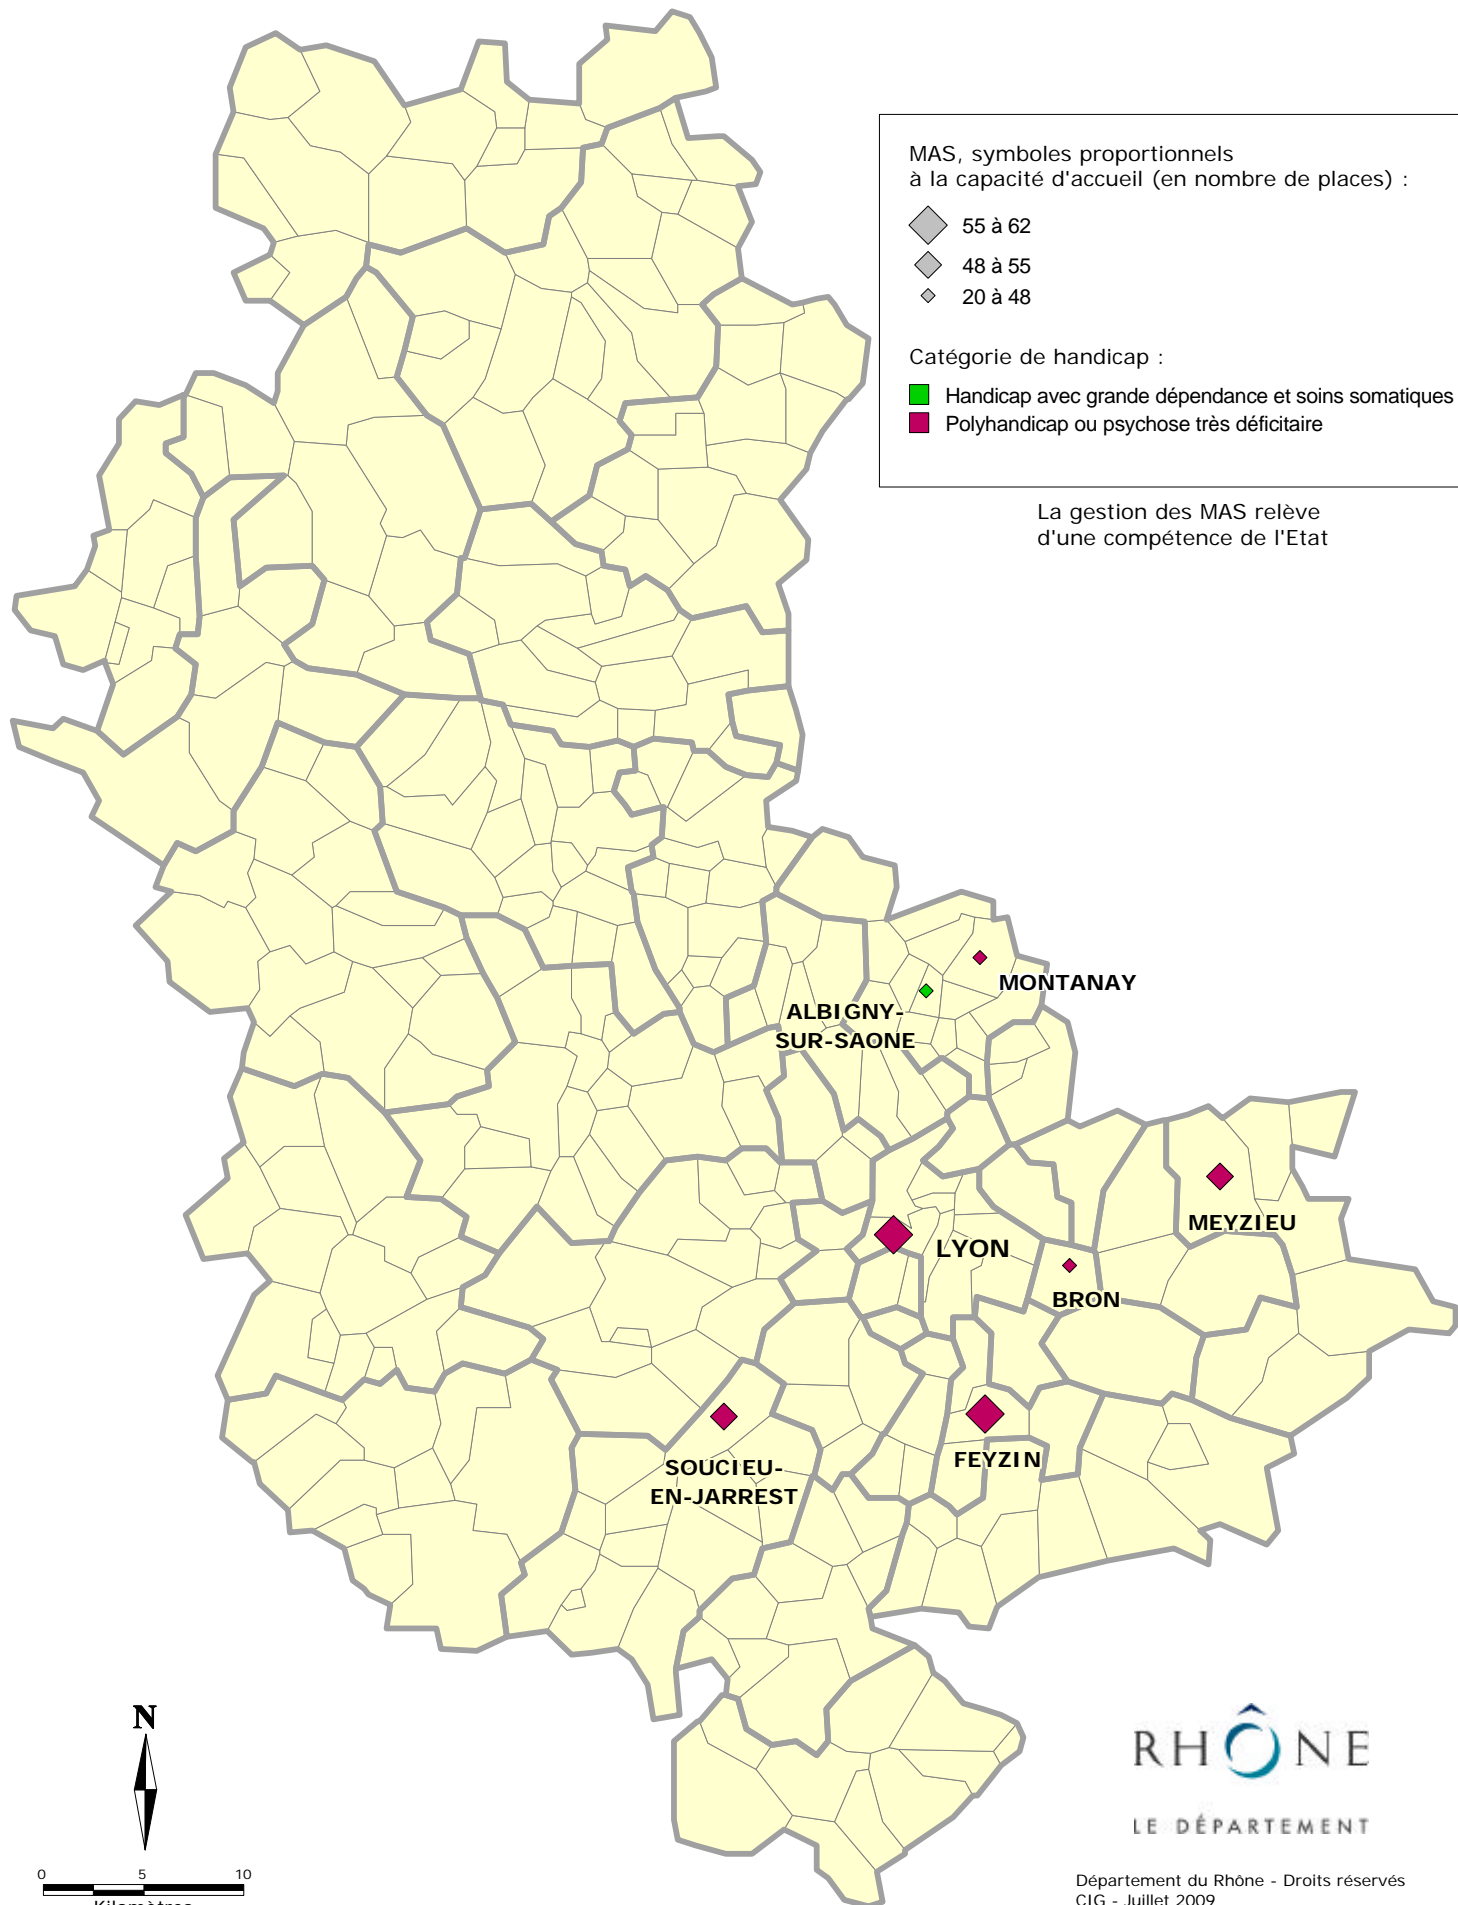 MAS, symboles proportionnels
à la capacité d'accueil (en nombre de places) :
55 à 62
48 à 55
20 à 48
Catégorie de handicap :
Handicap avec grande dépendance et soins somatiques
Polyhandicap ou psychose très déficitaire
La gestion des MAS relève
d'une compétence de l'Etat
MONTANAY
ALBIGNY-
SUR-SAONE
MEYZIEU
LYON
BRON
FEYZIN
SOUCIEU-
EN-JARREST
N
0 5 10
Kilomètres
RHÔNE
LE DÉPARTEMENT
Département du Rhône - Droits réservés
CIG - Juillet 2009